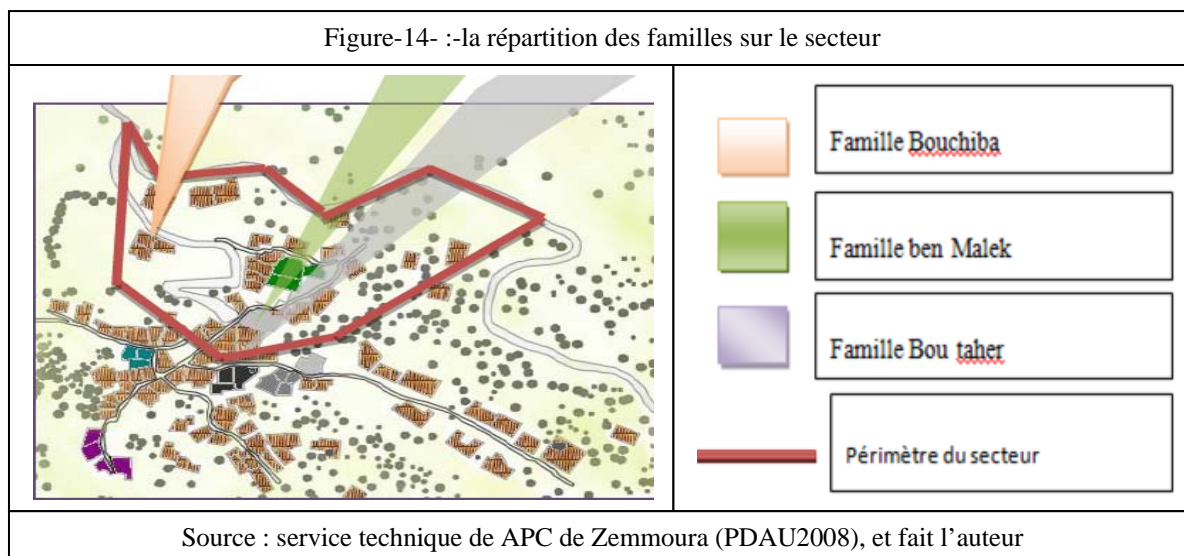 Figure-14- :-la répartition des familles sur le secteur
Famille Bouchiba
Famille ben Malek
Famille Bou taher
Périmètre du secteur
Source : service technique de APC de Zemmoura (PDAU2008), et fait l’auteur